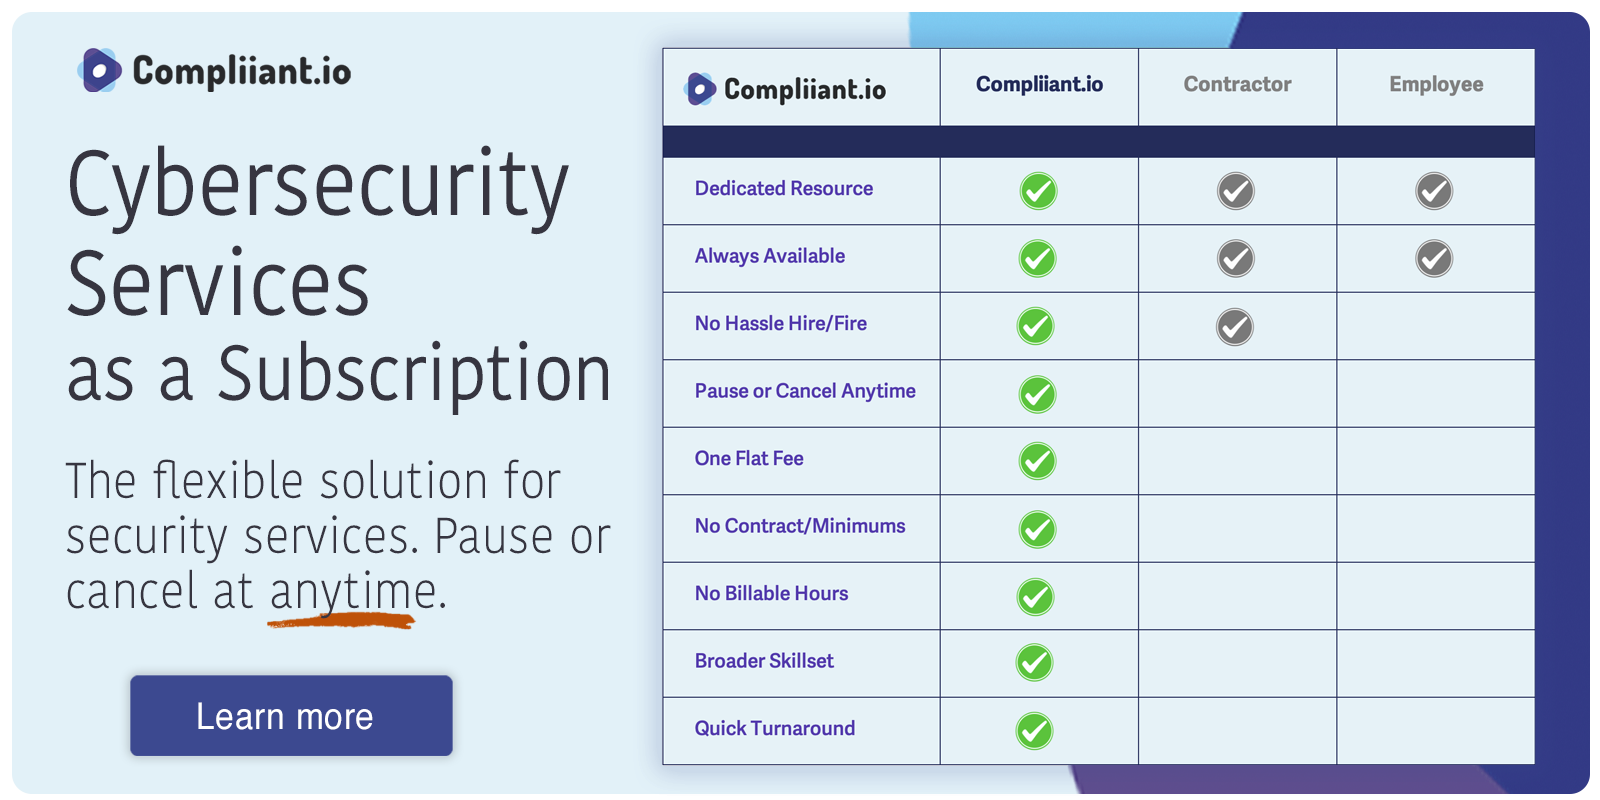 Compliiant.io
Cybersecurity
Services
as a Subscription
The flexible solution for
security services. Pause or
cancel at anytime.
Learn more
Compliiant.io Compliiant.io Contractor Employee
Dedicated Resource
Always Available
No Hassle Hire/Fire
Pause or Cancel Anytime
One Flat Fee
No Contract/Minimums
No Billable Hours
Broader Skillset
Quick Turnaround